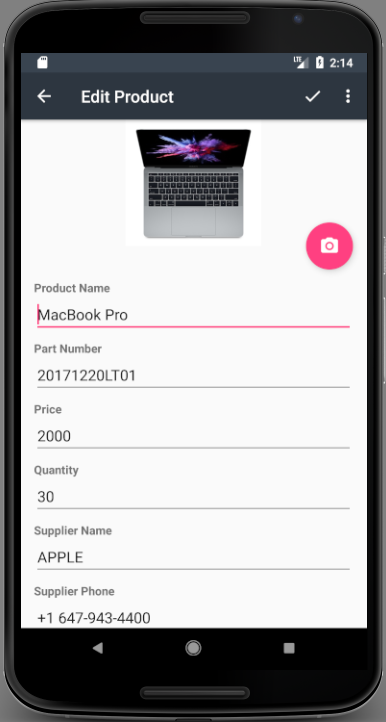 LTE 2:14
Edit Product
Product Name
MacBook Pro
Part Number
20171220LT01
Price
2000
Quantity
30
Supplier Name
APPLE
Supplier Phone
+1 647-943-4400